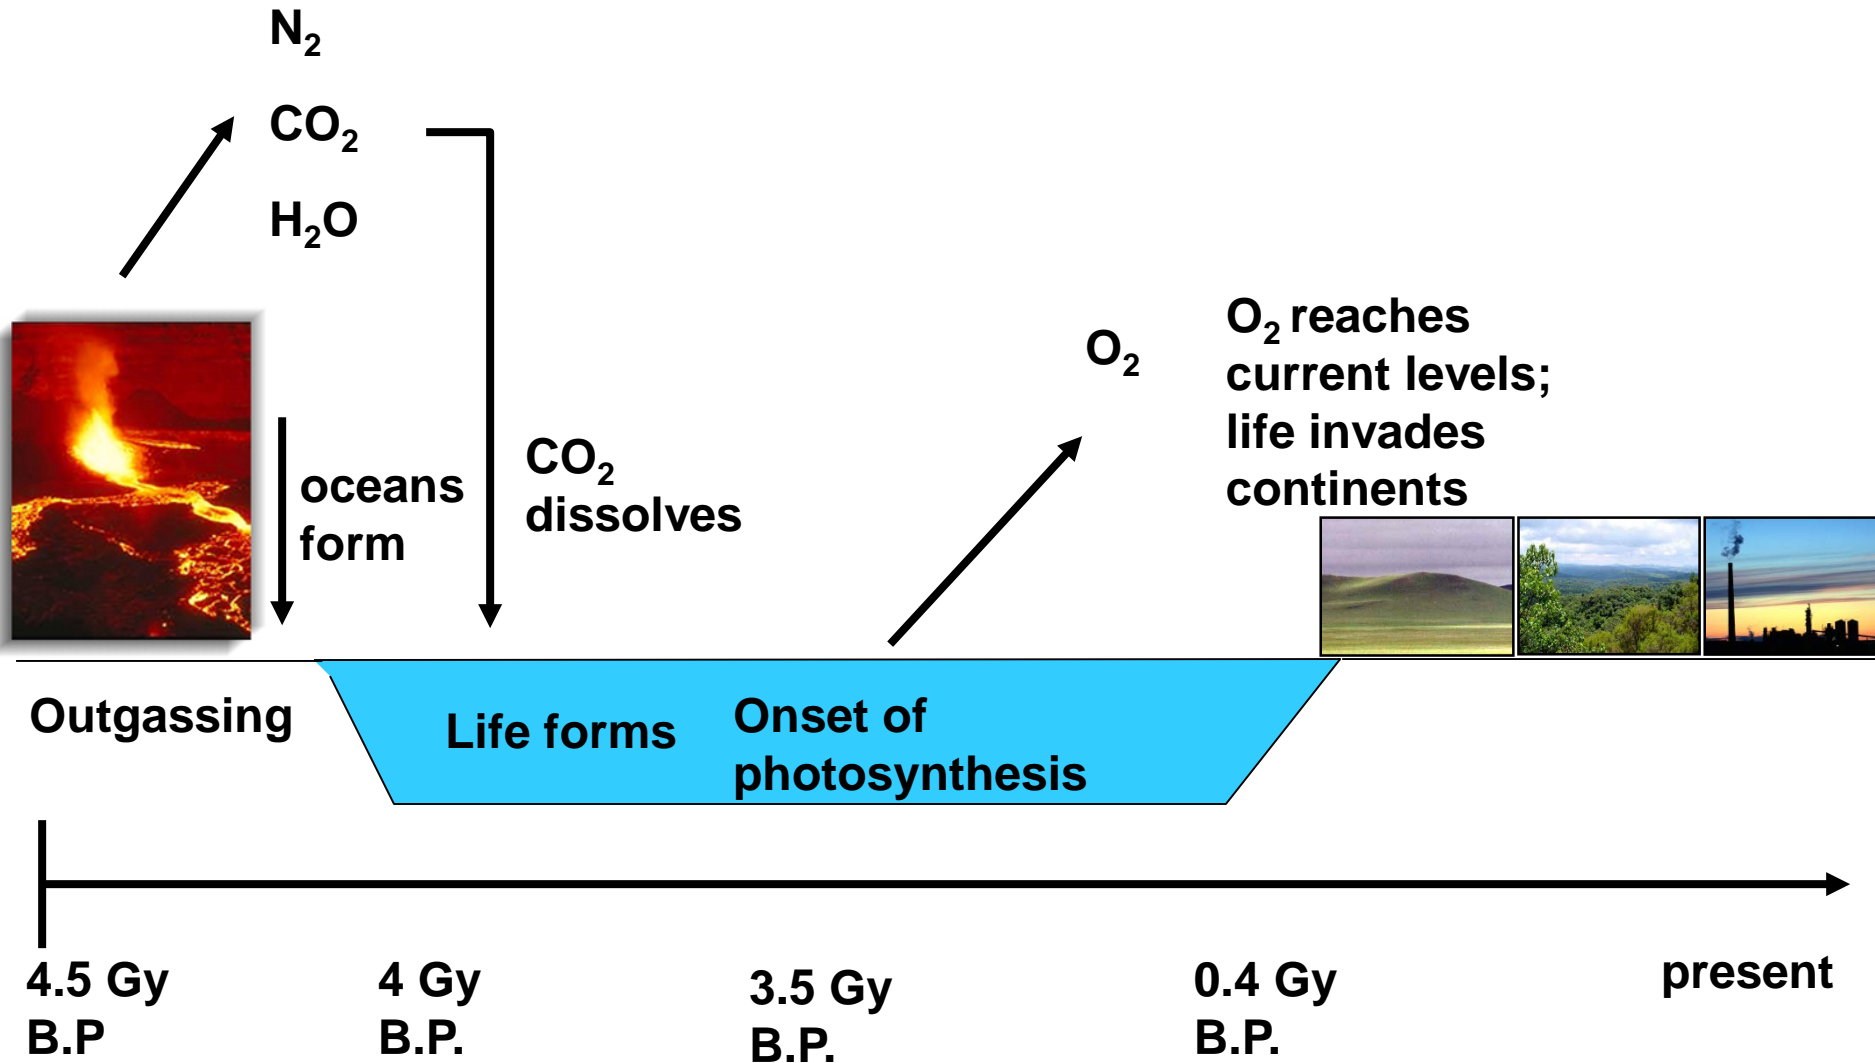 N₂
CO₂
H₂O
O₂ reaches
current levels;
life invades
continents
O₂
CO₂
dissolves
oceans
form
Outgassing
Life forms
Onset of
photosynthesis
4.5 Gy
B.P
4 Gy
B.P.
3.5 Gy
B.P.
0.4 Gy
B.P.
present